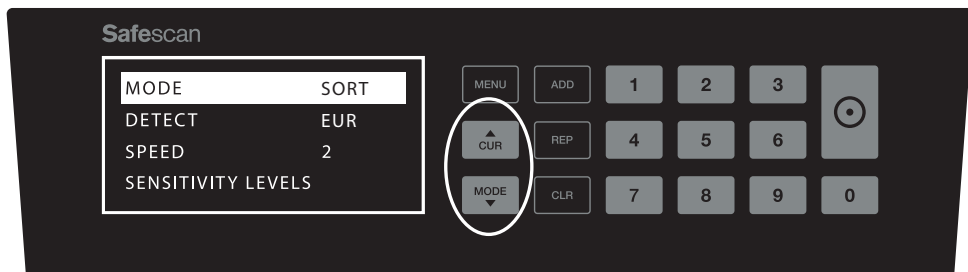 Safescan
MODE SORT
DETECT EUR
SPEED 2
SENSITIVITY LEVELS
MENU ADD 1 2 3
CUR REP 4 5 6
MODE CLR 7 8 9 0